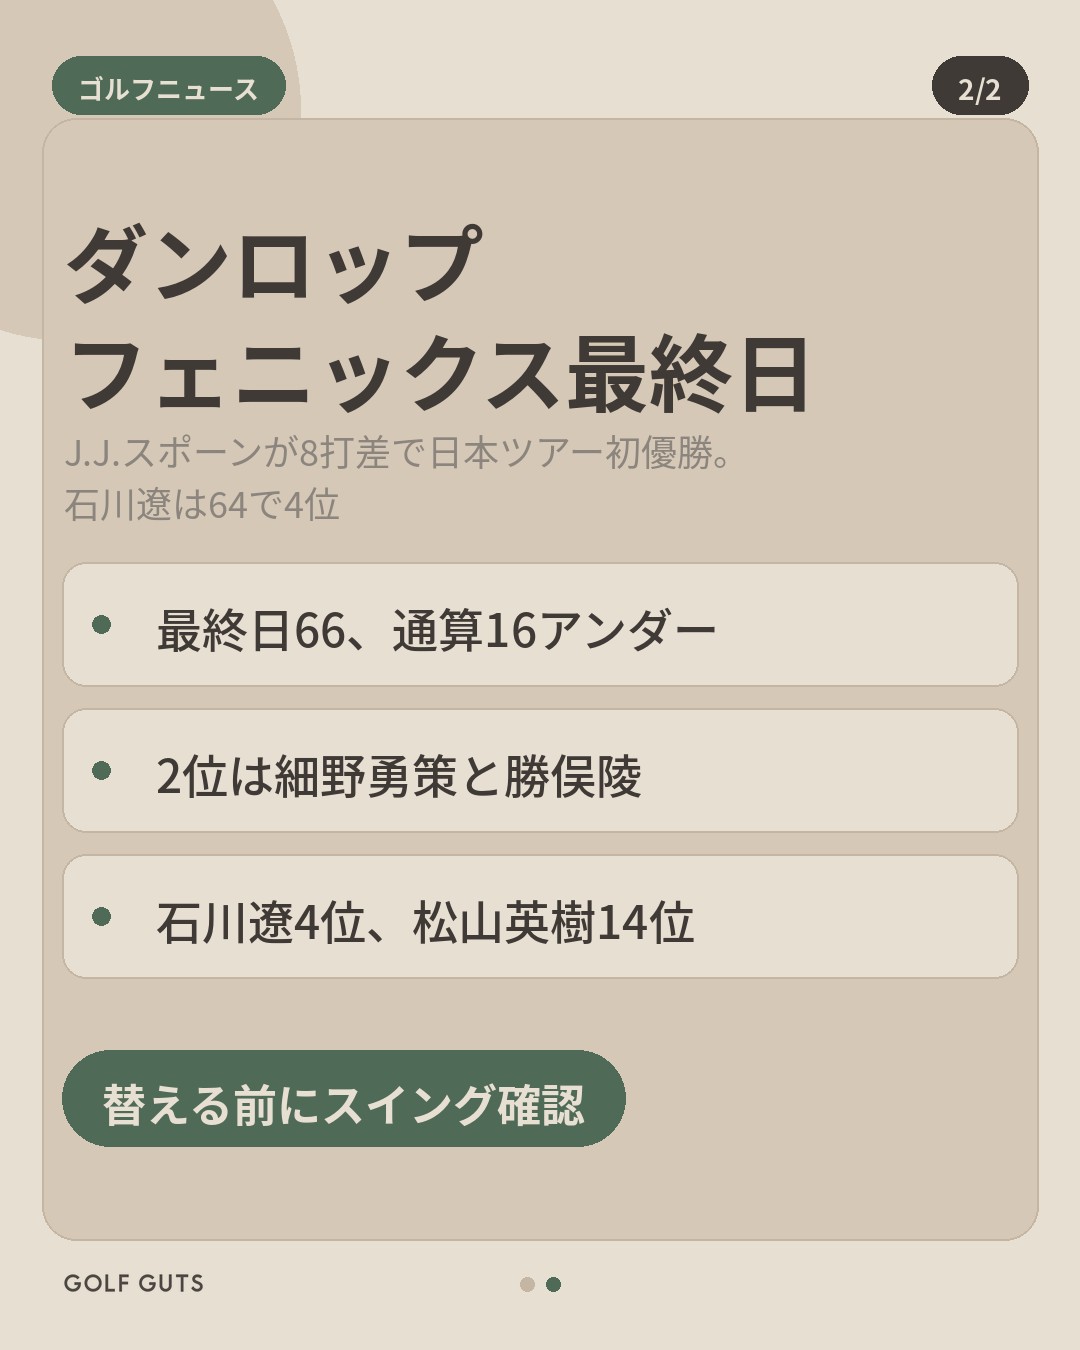 ゴルフニュース
2/2
ダンロップ
フェニックス最終日
J.J.スポーンが8打差で日本ツアー初優勝。
石川遼は64で4位
最終日66、通算16アンダー
2位は細野勇策と勝俣陵
石川遼4位、松山英樹14位
替える前にスイング確認
GOLF GUTS